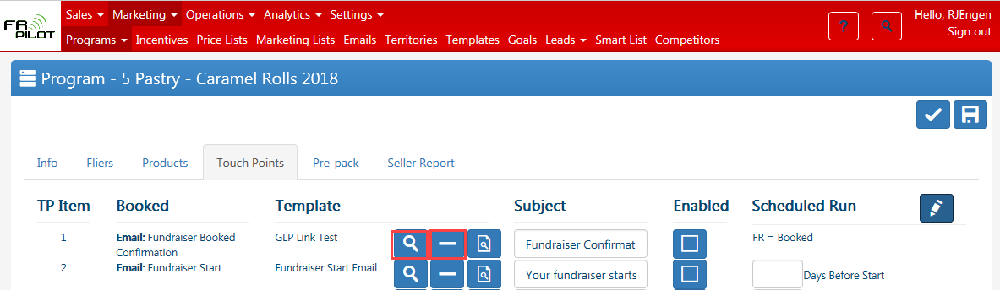 FR PILOT
Sales Marketing Operations Analytics Settings
Hello, RJEngen
Programs Incentives Price Lists Marketing Lists Emails Territories Templates Goals Leads Smart List Competitors
?
Sign out
Program - 5 Pastry - Caramel Rolls 2018
Info Fliers Products Touch Points Pre-pack Seller Report
TP Item Booked Template Subject Enabled Scheduled Run
1 Email: Fundraiser Booked Confirmation GLP Link Test Fundraiser Confirmat FR = Booked
2 Email: Fundraiser Start Fundraiser Start Email Your fundraiser starts Days Before Start